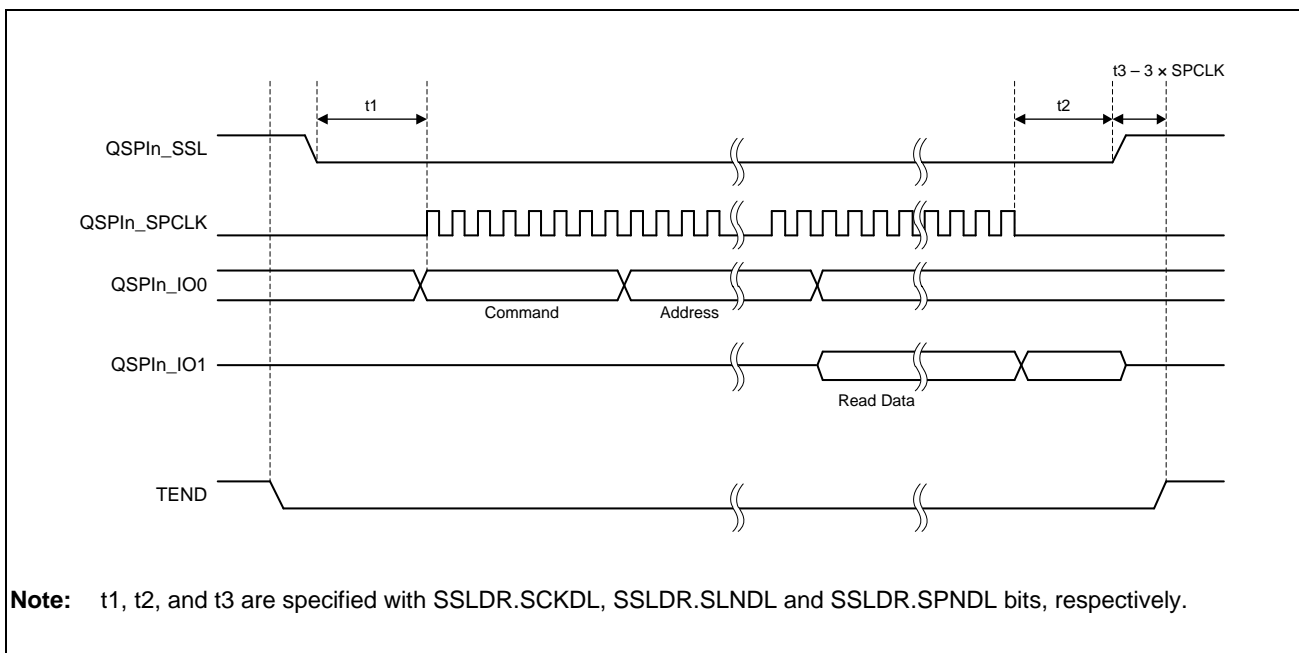 t3 – 3 × SPCLK
t1
t2
QSPIn_SSL
QSPIn_SPCLK
QSPIn_IO0
Command
Address
QSPIn_IO1
Read Data
TEND
Note: t1, t2, and t3 are specified with SSLDR.SCKDL, SSLDR.SLNDL and SSLDR.SPNDL bits, respectively.